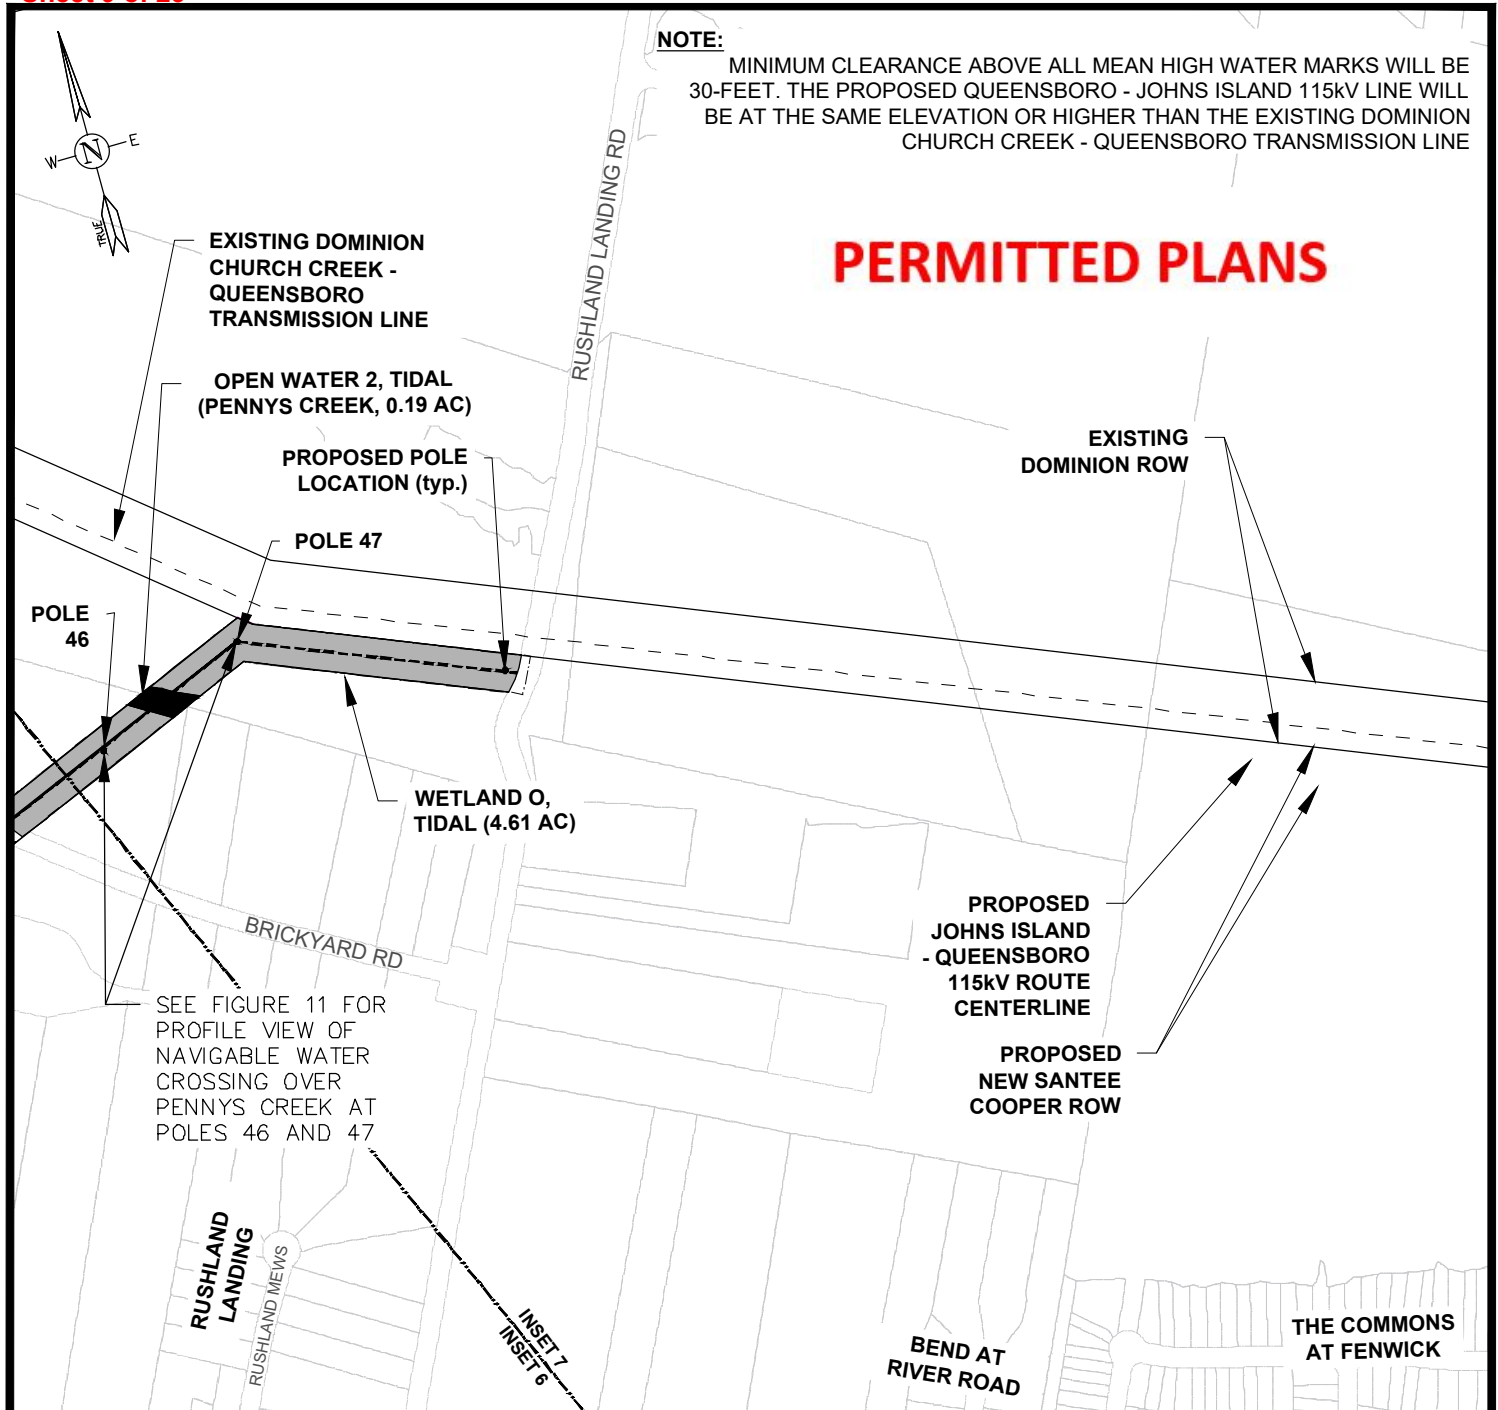 NOTE:
MINIMUM CLEARANCE ABOVE ALL MEAN HIGH WATER MARKS WILL BE
30-FEET. THE PROPOSED QUEENSBORO - JOHNS ISLAND 115kV LINE WILL
BE AT THE SAME ELEVATION OR HIGHER THAN THE EXISTING DOMINION
CHURCH CREEK - QUEENSBORO TRANSMISSION LINE
N
E
W
TRUE
PERMITTED PLANS
RUSHLAND LANDING RD
EXISTING DOMINION
CHURCH CREEK -
QUEENSBORO
TRANSMISSION LINE
OPEN WATER 2, TIDAL
(PENNYS CREEK, 0.19 AC)
PROPOSED POLE
LOCATION (typ.)
POLE 47
POLE
46
EXISTING
DOMINION ROW
WETLAND O,
TIDAL (4.61 AC)
BRICKYARD RD
PROPOSED
JOHNS ISLAND
- QUEENSBORO
115kV ROUTE
CENTERLINE
PROPOSED
NEW SANTEE
COOPER ROW
SEE FIGURE 11 FOR
PROFILE VIEW OF
NAVIGABLE WATER
CROSSING OVER
PENNYS CREEK AT
POLES 46 AND 47
RUSHLAND
LANDING
RUSHLAND MEWS
INSET 7
INSET 6
BEND AT
RIVER ROAD
THE COMMONS
AT FENWICK